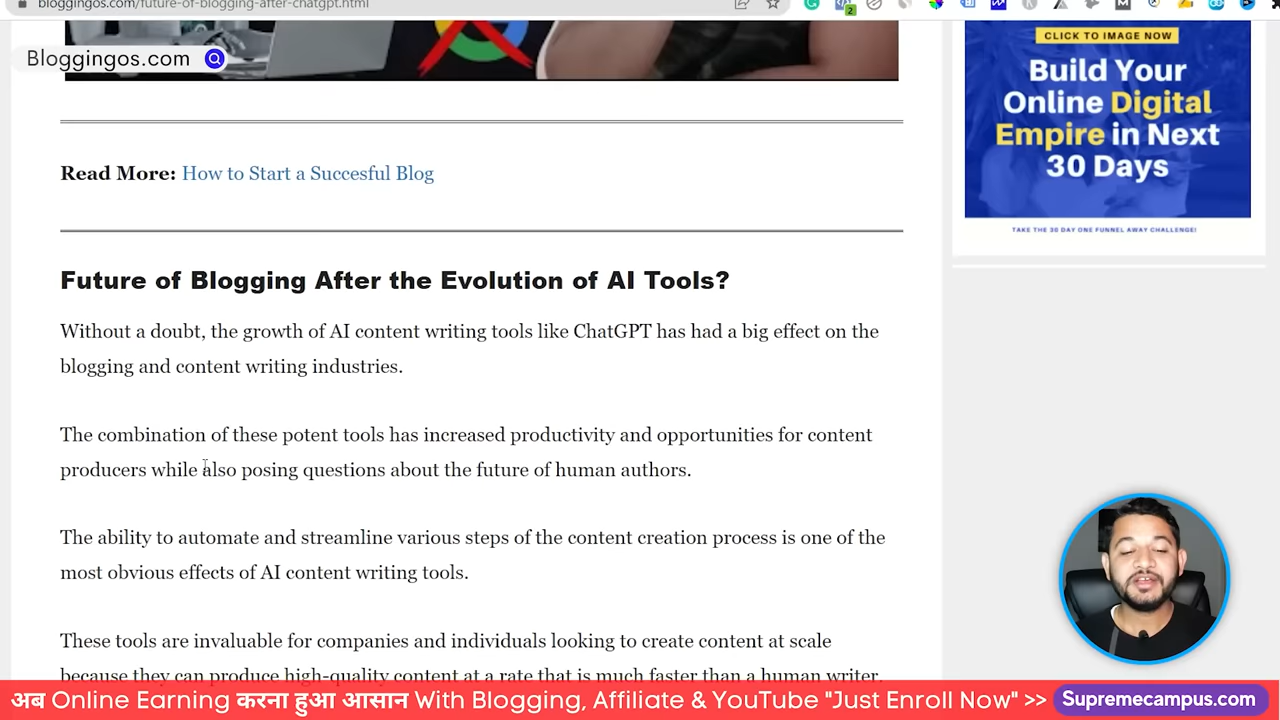 bloggingos.com/future-of-blogging-after-chatgpt.html
2
Bloggingos.com
CLICK TO IMAGE NOW
Build Your
Online Digital
Empire in Next
30 Days
TAKE THE 30 DAY ONE FUNNEL AWAY CHALLENGE!
Read More: How to Start a Succesful Blog
Future of Blogging After the Evolution of AI Tools?
Without a doubt, the growth of AI content writing tools like ChatGPT has had a big effect on the
blogging and content writing industries.
The combination of these potent tools has increased productivity and opportunities for content
producers while also posing questions about the future of human authors.
The ability to automate and streamline various steps of the content creation process is one of the
most obvious effects of AI content writing tools.
These tools are invaluable for companies and individuals looking to create content at scale
because they can produce high-quality content at a rate that is much faster than a human writer.
अब Online Earning करना हुआ आसान With Blogging, Affiliate & YouTube "Just Enroll Now" >> Supremecampus.com